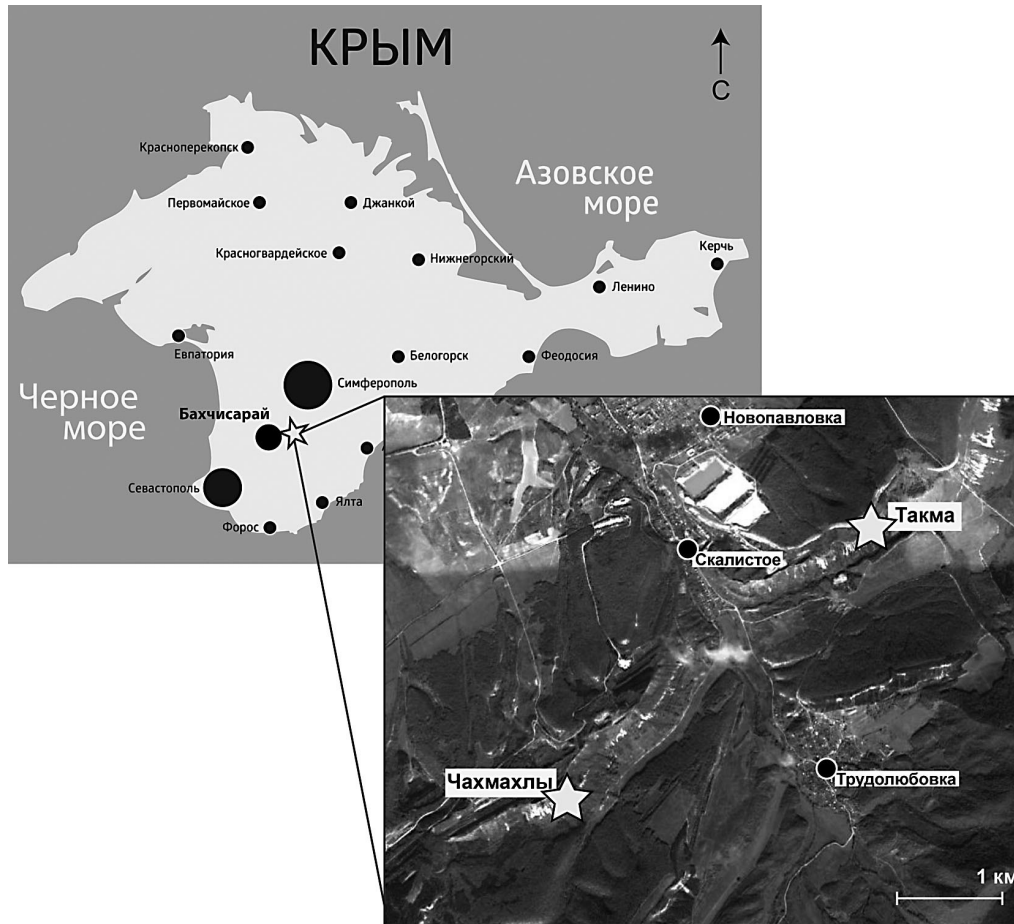 КРЫМ
С
Красноперекопск
Азовское
море
Первомайское
Джанкой
Керчь
Красногвардейское
Нижнегорский
Ленино
Евпатория
Белогорск
Феодосия
Симферополь
Черное
море
Бахчисарай
Севастополь
Ялта
Форос
Новопавловка
Такма
Скалистое
Чахмахлы
Трудолюбовка
1 км